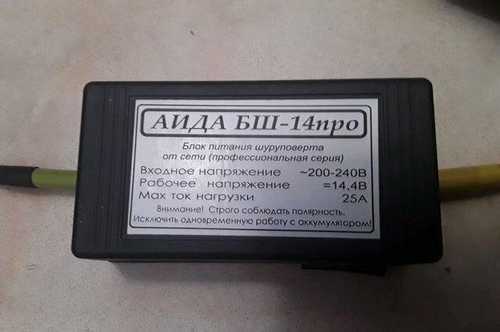 АИДА БШ-14про
Блок питания шуруповерта
от сети (профессиональная серия)
Входное напряжение ~200-240В
Рабочее напряжение =14,4В
Мах ток нагрузки 25А
Внимание! Строго соблюдать полярность.
Исключить одновременную работу с аккумулятором!